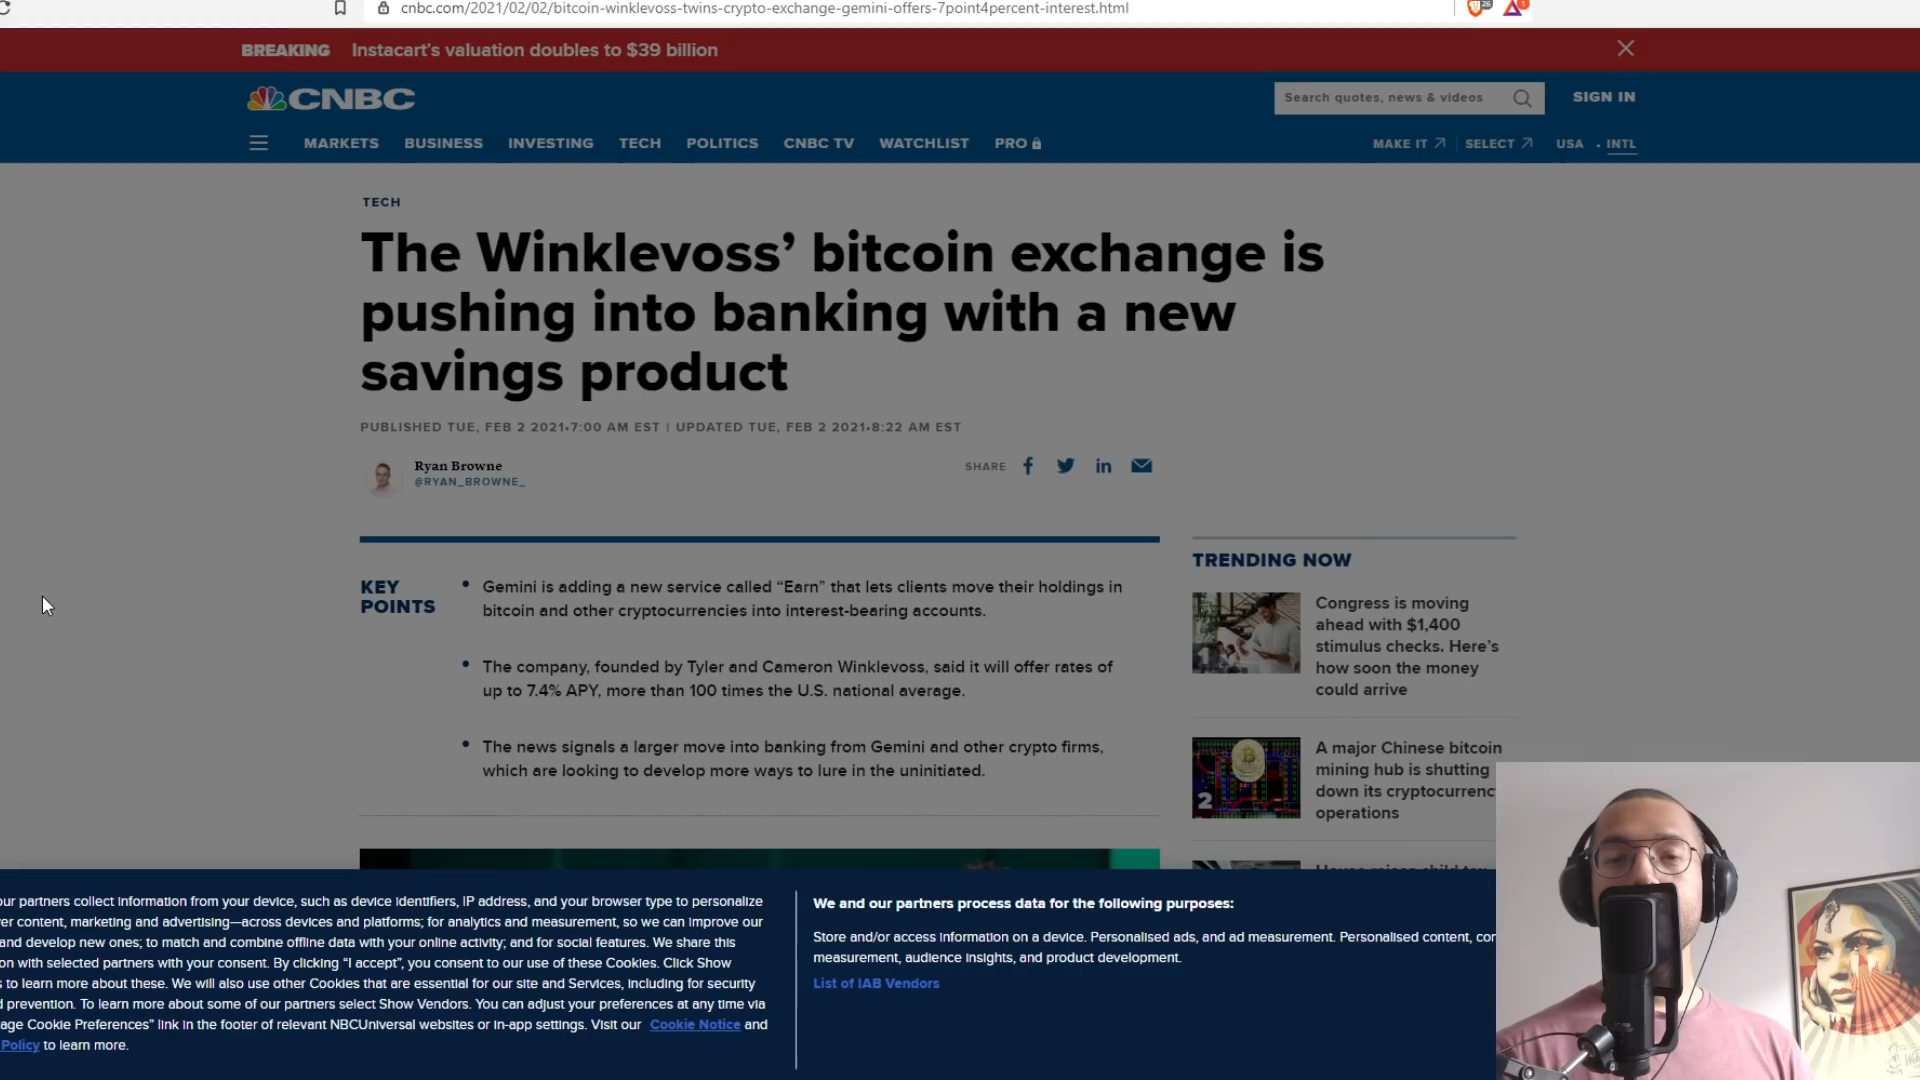 cnbc.com/2021/02/02/bitcoin-winklevoss-twins-crypto-exchange-gemini-offers-7point4percent-interest.html
26
1
BREAKING Instacart's valuation doubles to $39 billion
CNBC
Search quotes, news & videos
SIGN IN
MARKETS BUSINESS INVESTING TECH POLITICS CNBC TV WATCHLIST PRO
MAKE IT SELECT USA • INTL
TECH
The Winklevoss’ bitcoin exchange is
pushing into banking with a new
savings product
PUBLISHED TUE, FEB 2 2021•7:00 AM EST | UPDATED TUE, FEB 2 2021•8:22 AM EST
Ryan Browne
@RYAN_BROWNE_
SHARE
KEY
POINTS
• Gemini is adding a new service called “Earn” that lets clients move their holdings in
bitcoin and other cryptocurrencies into interest-bearing accounts.
• The company, founded by Tyler and Cameron Winklevoss, said it will offer rates of
up to 7.4% APY, more than 100 times the U.S. national average.
• The news signals a larger move into banking from Gemini and other crypto firms,
which are looking to develop more ways to lure in the uninitiated.
TRENDING NOW
1
Congress is moving
ahead with $1,400
stimulus checks. Here’s
how soon the money
could arrive
2
A major Chinese bitcoin
mining hub is shutting
down its cryptocurrenc
operations
our partners collect information from your device, such as device identifiers, IP address, and your browser type to personalize
er content, marketing and advertising—across devices and platforms; for analytics and measurement, so we can improve our
and develop new ones; to match and combine offline data with your online activity; and for social features. We share this
on with selected partners with your consent. By clicking “I accept”, you consent to our use of these Cookies. Click Show
s to learn more about these. We will also use other Cookies that are essential for our site and Services, including for security
d prevention. To learn more about some of our partners select Show Vendors. You can adjust your preferences at any time via
age Cookie Preferences” link in the footer of relevant NBCUniversal websites or in-app settings. Visit our Cookie Notice and
Policy to learn more.
We and our partners process data for the following purposes:
Store and/or access information on a device. Personalised ads, and ad measurement. Personalised content, con
measurement, audience insights, and product development.
List of IAB Vendors